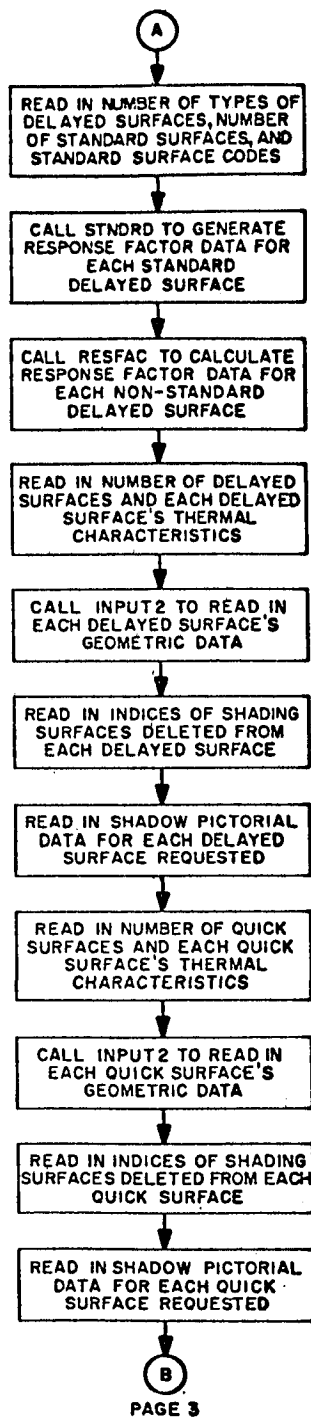 A
READ IN NUMBER OF TYPES OF
DELAYED SURFACES, NUMBER
OF STANDARD SURFACES, AND
STANDARD SURFACE CODES
CALL STNDRD TO GENERATE
RESPONSE FACTOR DATA FOR
EACH STANDARD
DELAYED SURFACE
CALL RESFAC TO CALCULATE
RESPONSE FACTOR DATA FOR
EACH NON-STANDARD
DELAYED SURFACE
READ IN NUMBER OF DELAYED
SURFACES AND EACH DELAYED
SURFACE'S THERMAL
CHARACTERISTICS
CALL INPUT2 TO READ IN
EACH DELAYED SURFACE'S
GEOMETRIC DATA
READ IN INDICES OF SHADING
SURFACES DELETED FROM
EACH DELAYED SURFACE
READ IN SHADOW PICTORIAL
DATA FOR EACH DELAYED
SURFACE REQUESTED
READ IN NUMBER OF QUICK
SURFACES AND EACH QUICK
SURFACE'S THERMAL
CHARACTERISTICS
CALL INPUT2 TO READ IN
EACH QUICK SURFACE'S
GEOMETRIC DATA
READ IN INDICES OF SHADING
SURFACES DELETED FROM EACH
QUICK SURFACE
READ IN SHADOW PICTORIAL
DATA FOR EACH QUICK
SURFACE REQUESTED
B
PAGE 3